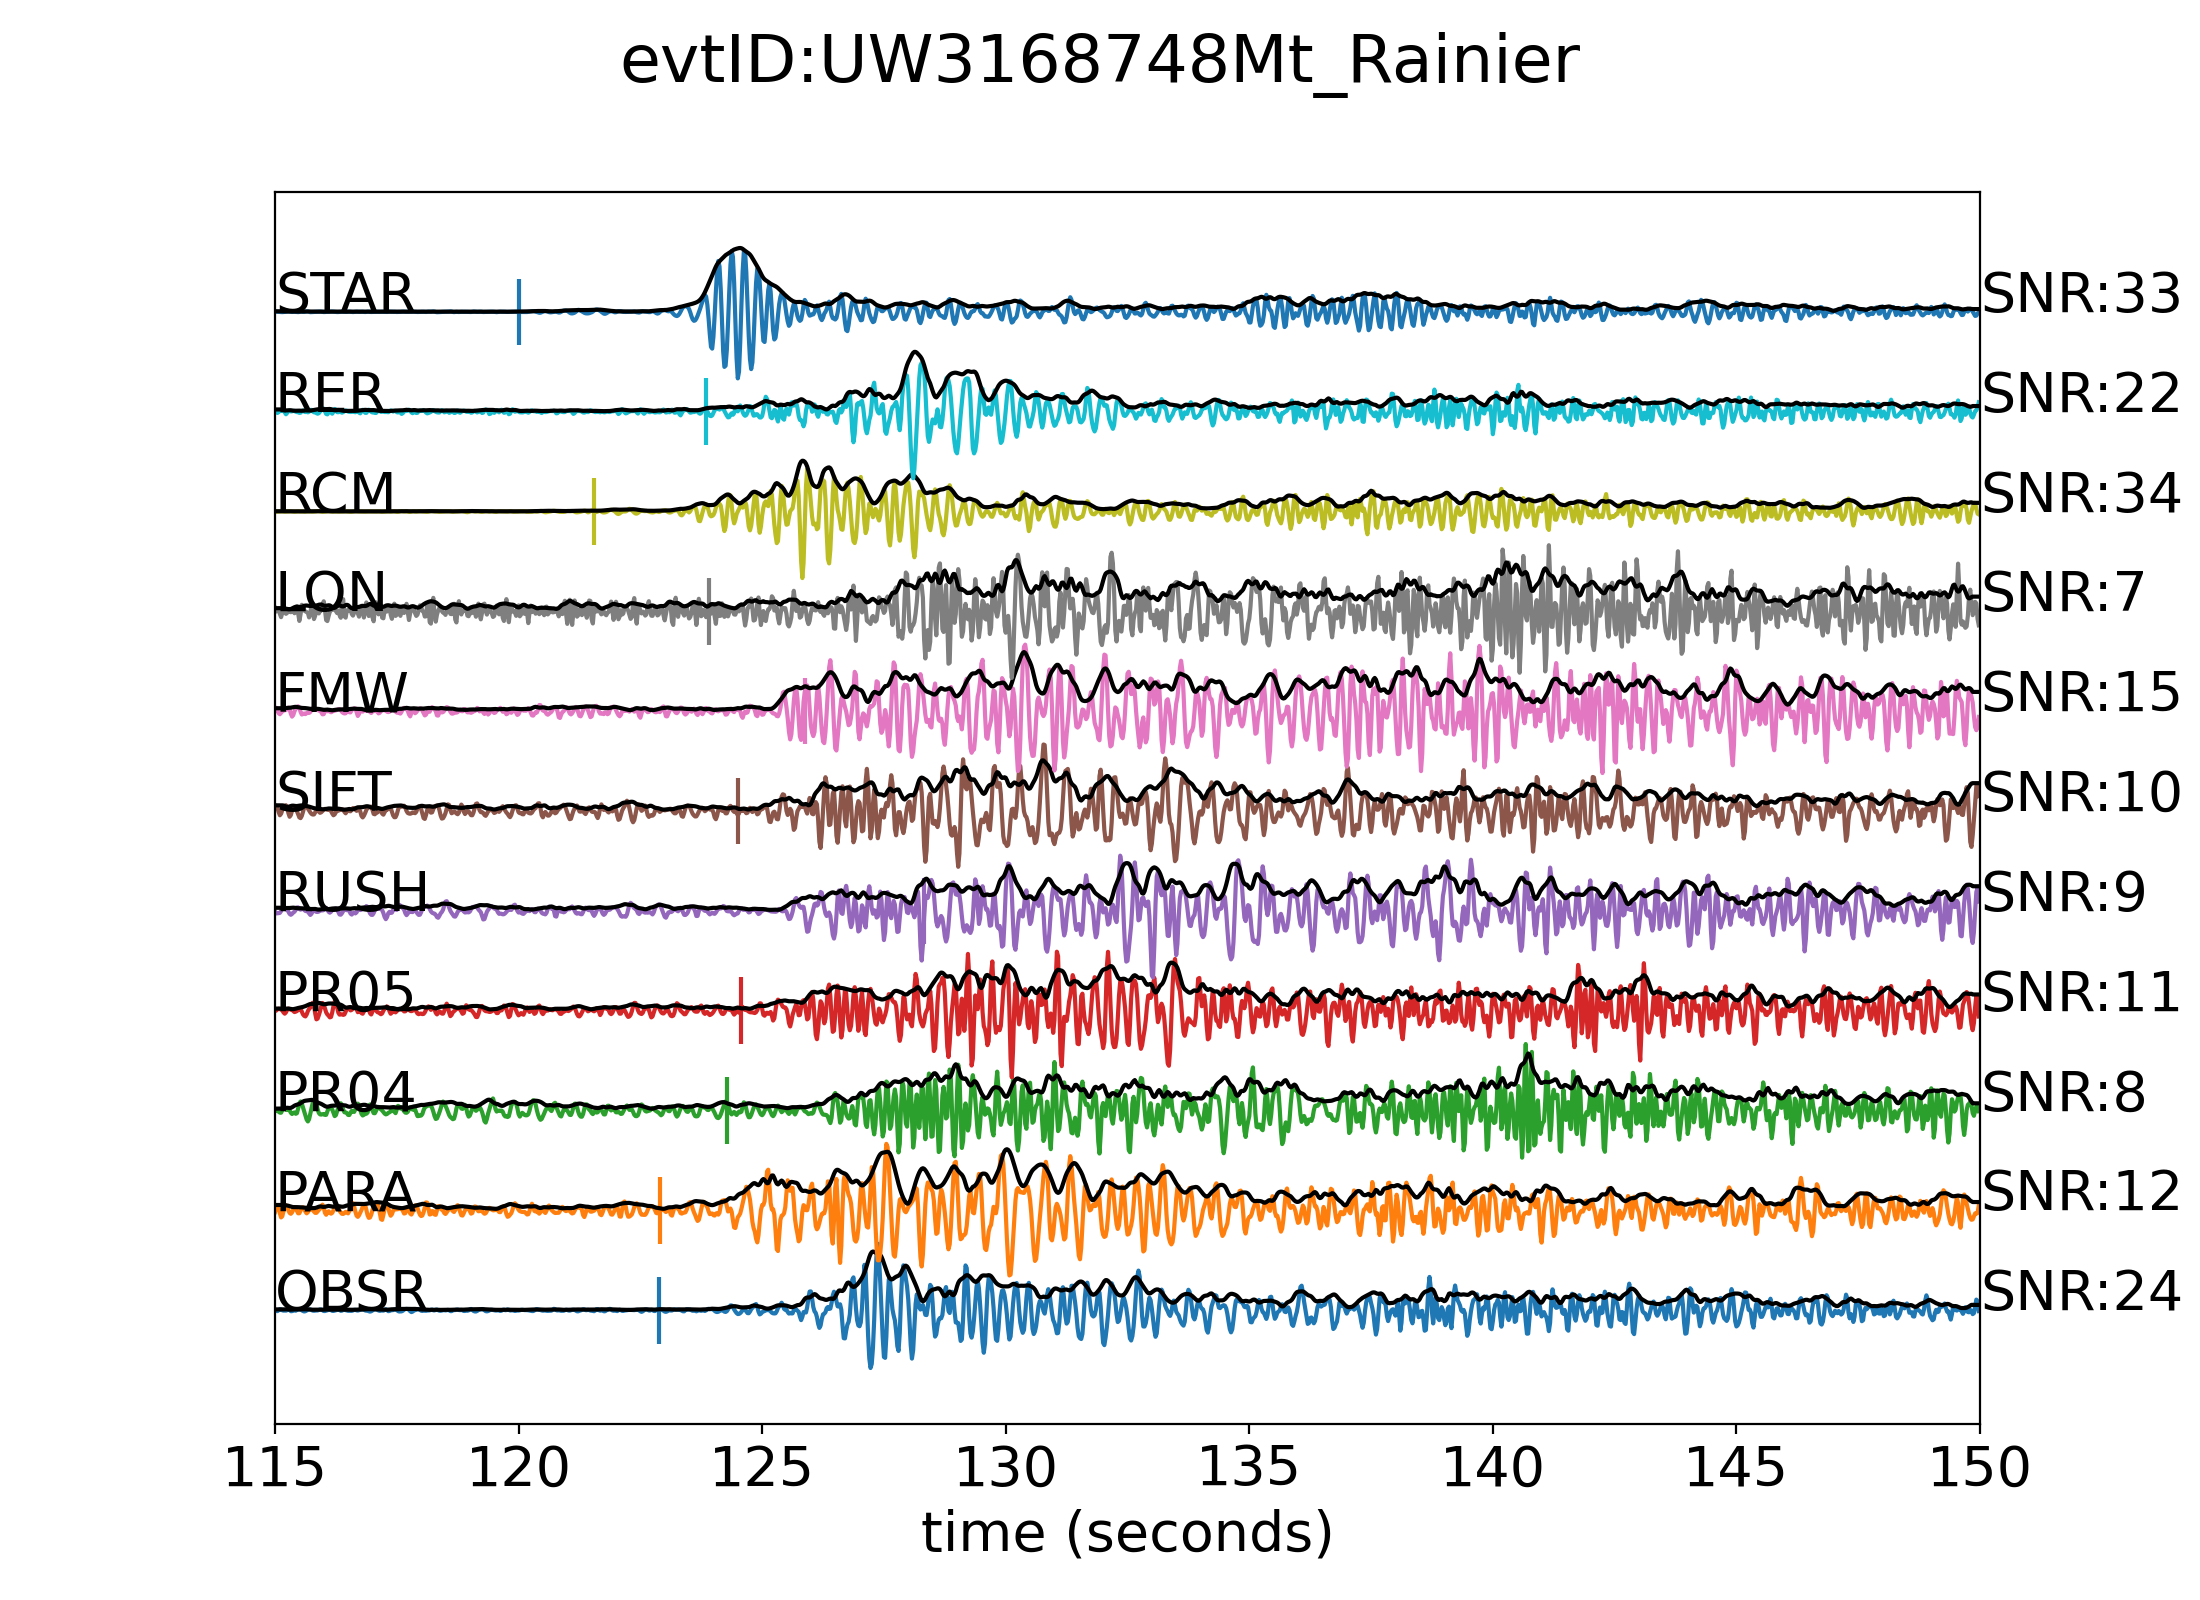 evtID:UW3168748Mt_Rainier
STAR SNR:33
RER SNR:22
RCM SNR:34
LON SNR:7
FMW SNR:15
SIFT SNR:10
RUSH SNR:9
PR05 SNR:11
PR04 SNR:8
PARA SNR:12
OBSR SNR:24
115 120 125 130 135 140 145 150
time (seconds)